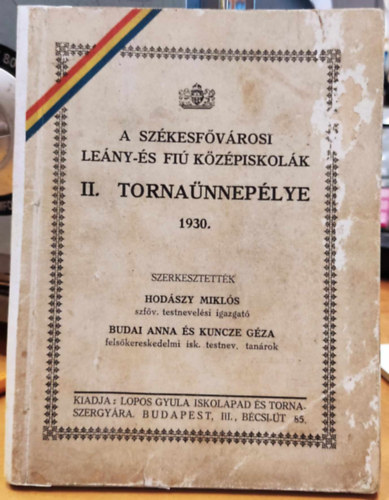 A SZÉKESFŐVÁROSI
LEÁNY-ÉS FIÚ KÖZÉPISKOLÁK
II. TORNAÜNNEPÉLYE
1930.
SZERKESZTETTÉK
HODÁSZY MIKLÓS
szföv. testnevelési igazgató
BUDAI ANNA ÉS KUNCZE GÉZA
felsőkereskedelmi isk. testnev. tanárok
KIADJA: LOPOS GYULA ISKOLAPAD ÉS TORNA-
SZERGYÁRA. BUDAPEST, III., BÉCSI-ÚT 85.